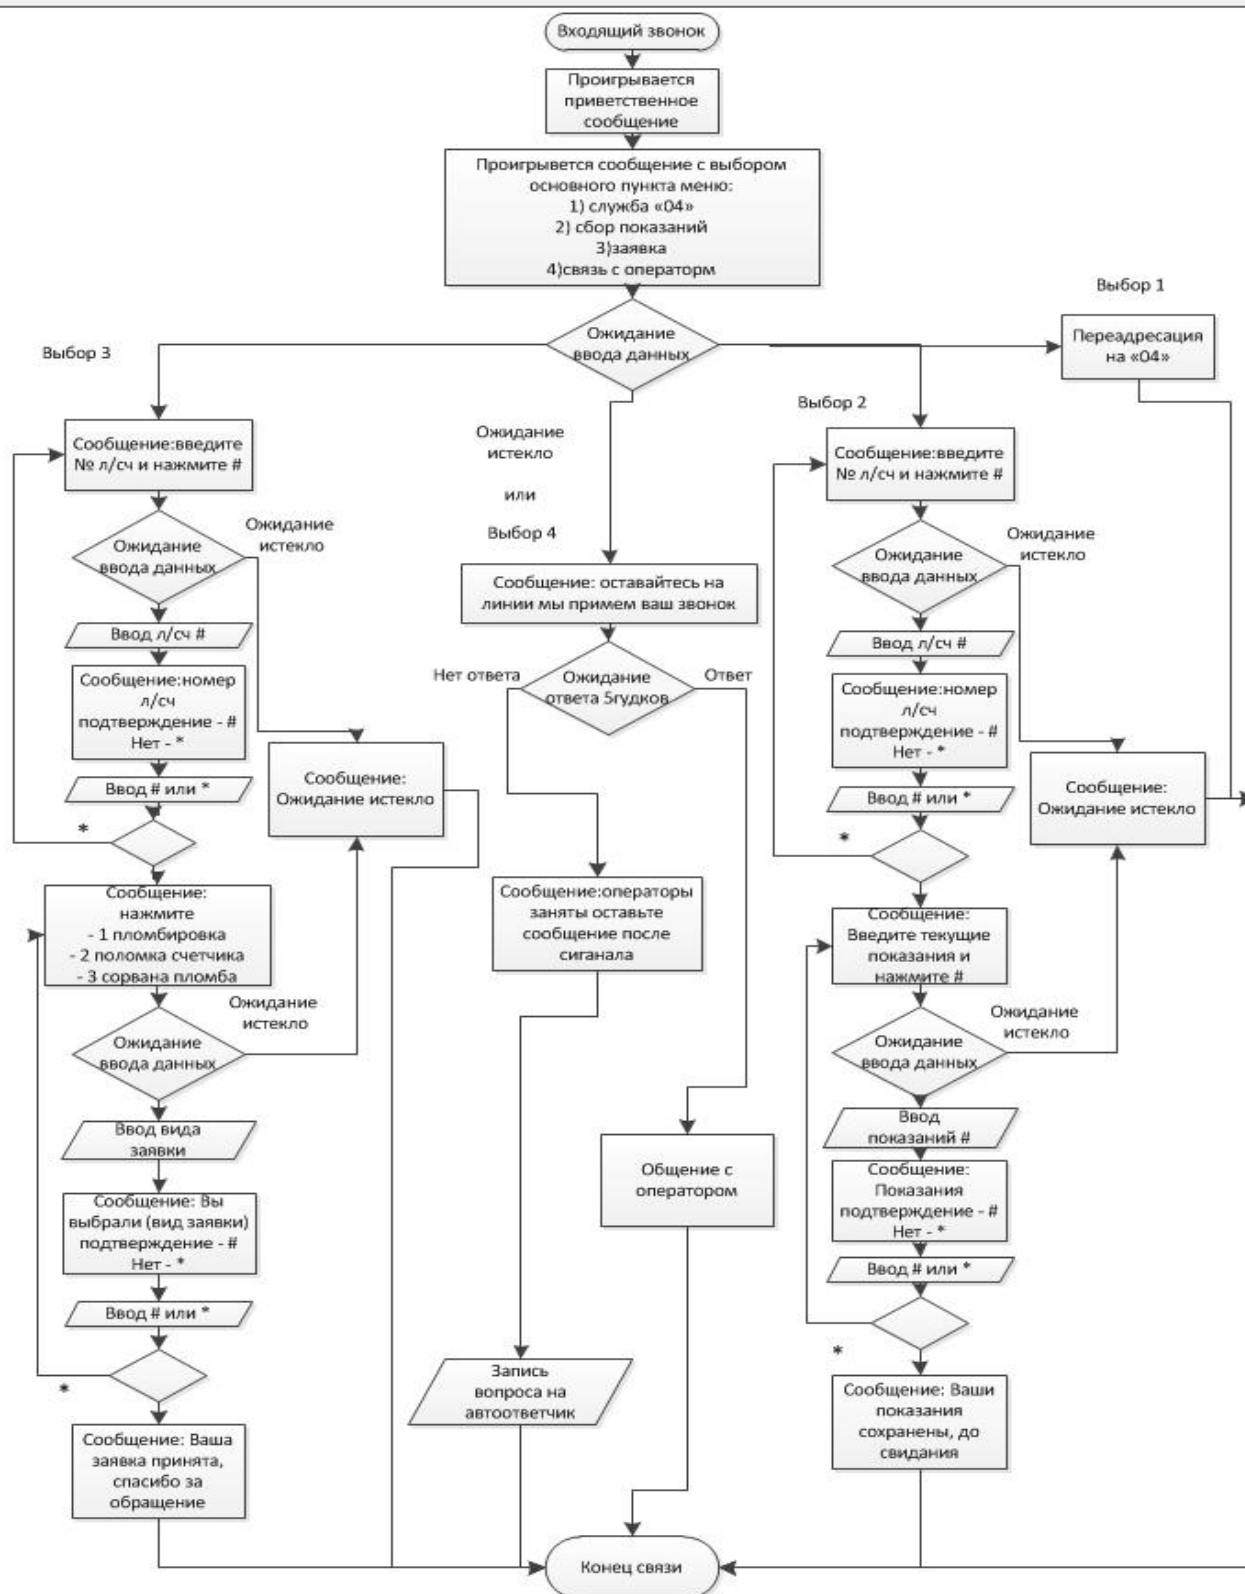 Входящий звонок
Проигрывается
приветственное
сообщение
Проигрывется сообщение с выбором
основного пункта меню:
1) служба «04»
2) сбор показаний
3)заявка
4)связь с операторм
Выбор 1
Ожидание
ввода данных
Переадресация
на «04»
Выбор 3
Сообщение:введите
№ л/сч и нажмите #
Ожидание
ввода данных
Ожидание
истекло
Ввод л/сч #
Сообщение:номер
л/сч
подтверждение - #
Нет - *
Ввод # или *
*
Сообщение:
Ожидание истекло
Сообщение:
нажмите
- 1 пломбировка
- 2 поломка счетчика
- 3 сорвана пломба
Ожидание
истекло
Ожидание
ввода данных
Ввод вида
заявки
Сообщение: Вы
выбрали (вид заявки)
подтверждение - #
Нет - *
Ввод # или *
*
Сообщение: Ваша
заявка принята,
спасибо за
обращение
Ожидание
истекло
или
Выбор 4
Сообщение: оставайтесь на
линии мы примем ваш звонок
Нет ответа
Ожидание
ответа 5гудков
Ответ
Сообщение:операторы
заняты оставьте
сообщение после
сиганала
Общение с
оператором
Запись
вопроса на
автоответчик
Выбор 2
Сообщение:введите
№ л/сч и нажмите #
Ожидание
истекло
Ожидание
ввода данных
Ввод л/сч #
Сообщение:номер
л/сч
подтверждение - #
Нет - *
Ввод # или *
*
Сообщение:
Ожидание истекло
Сообщение:
Введите текущие
показания и
нажмите #
Ожидание
истекло
Ожидание
ввода данных
Ввод
показаний #
Сообщение:
Показания
подтверждение - #
Нет - *
Ввод # или *
*
Сообщение: Ваши
показания
сохранены, до
свидания
Конец связи